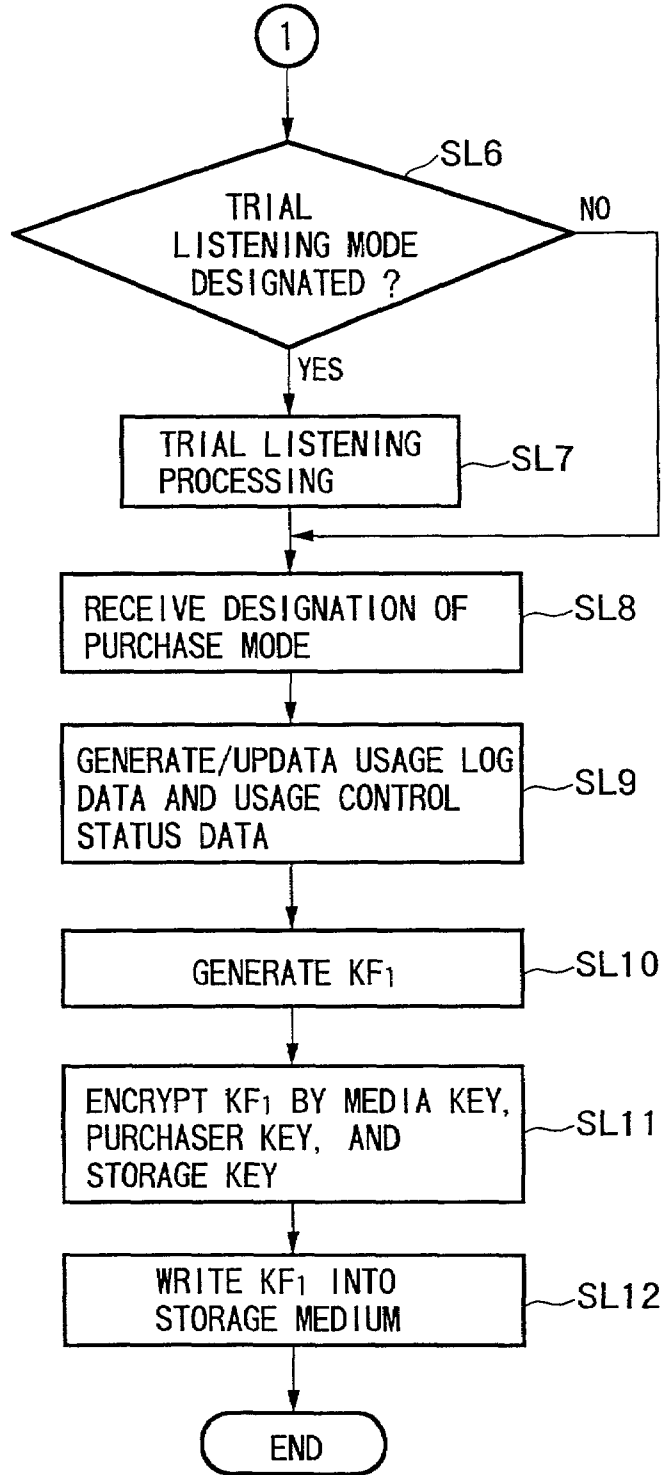 1
SL6
TRIAL
LISTENING MODE
DESIGNATED ?
NO
YES
TRIAL LISTENING
PROCESSING
SL7
RECEIVE DESIGNATION OF
PURCHASE MODE
SL8
GENERATE/UPDATA USAGE LOG
DATA AND USAGE CONTROL
STATUS DATA
SL9
GENERATE KF1
SL10
ENCRYPT KF1 BY MEDIA KEY,
PURCHASER KEY, AND
STORAGE KEY
SL11
WRITE KF1 INTO
STORAGE MEDIUM
SL12
END